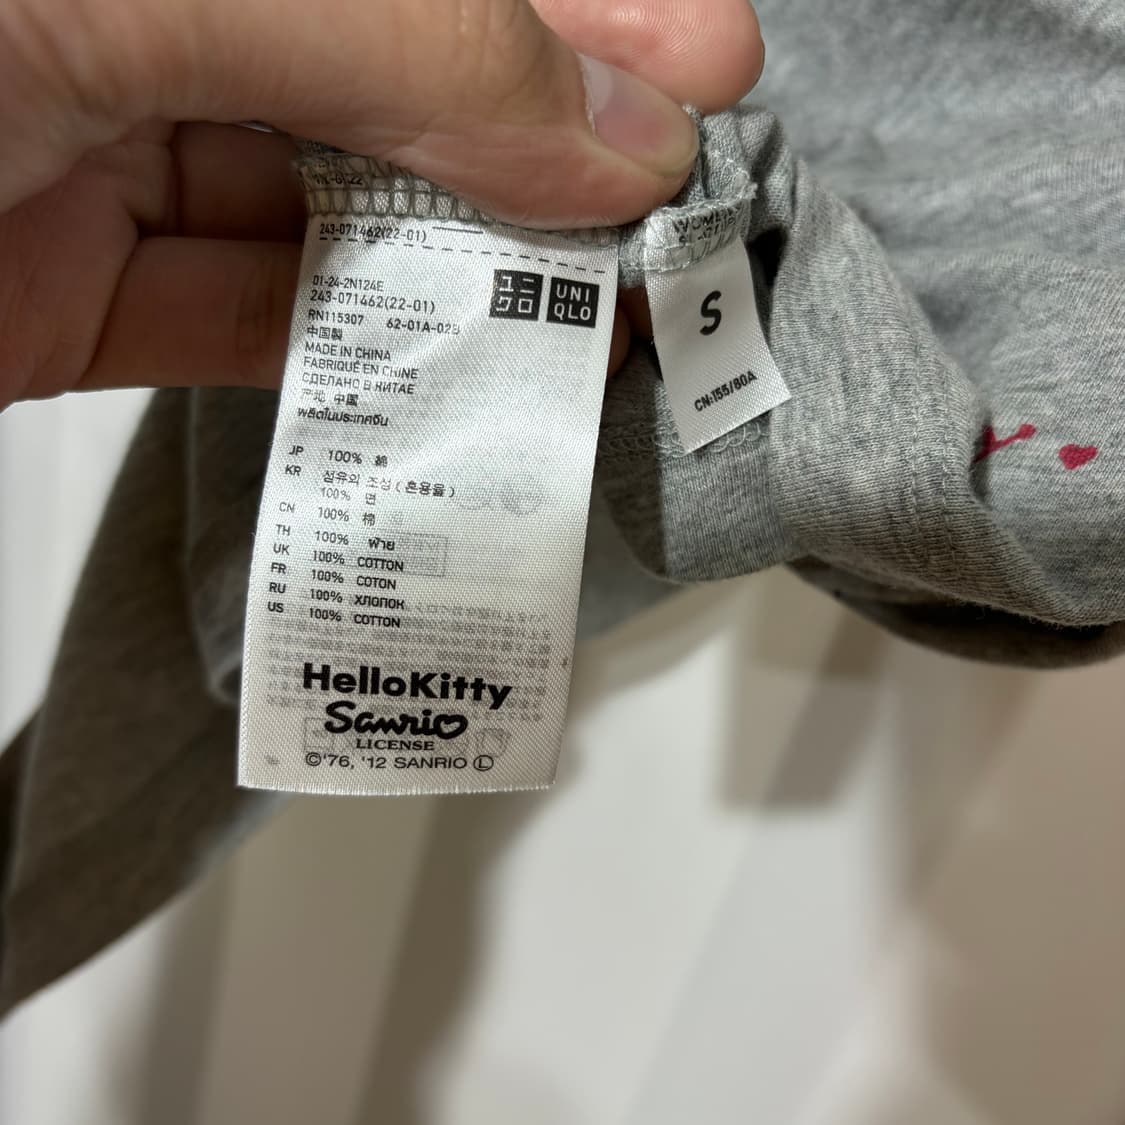 243-071462(22-01)
01-24-2N124E
243-071462(22-01)
RN115307 62-01A-02B
中国製
MADE IN CHINA
FABRIQUÉ EN CHINE
СДЕЛАНО В КИТАЕ
产地 中国
ผลิตในประเทศจีน
ユニ
クロ
UNI
QLO
JP 100% 綿
KR 섬유의 조성 ( 혼용율 )
100% 면
CN 100% 棉
TH 100% ฝ้าย
UK 100% COTTON
FR 100% COTON
RU 100% ХЛОПОК
US 100% COTTON
HelloKitty
Sanrio
LICENSE
©'76, '12 SANRIO Ⓛ
WOMEN
S
CN:155/80A